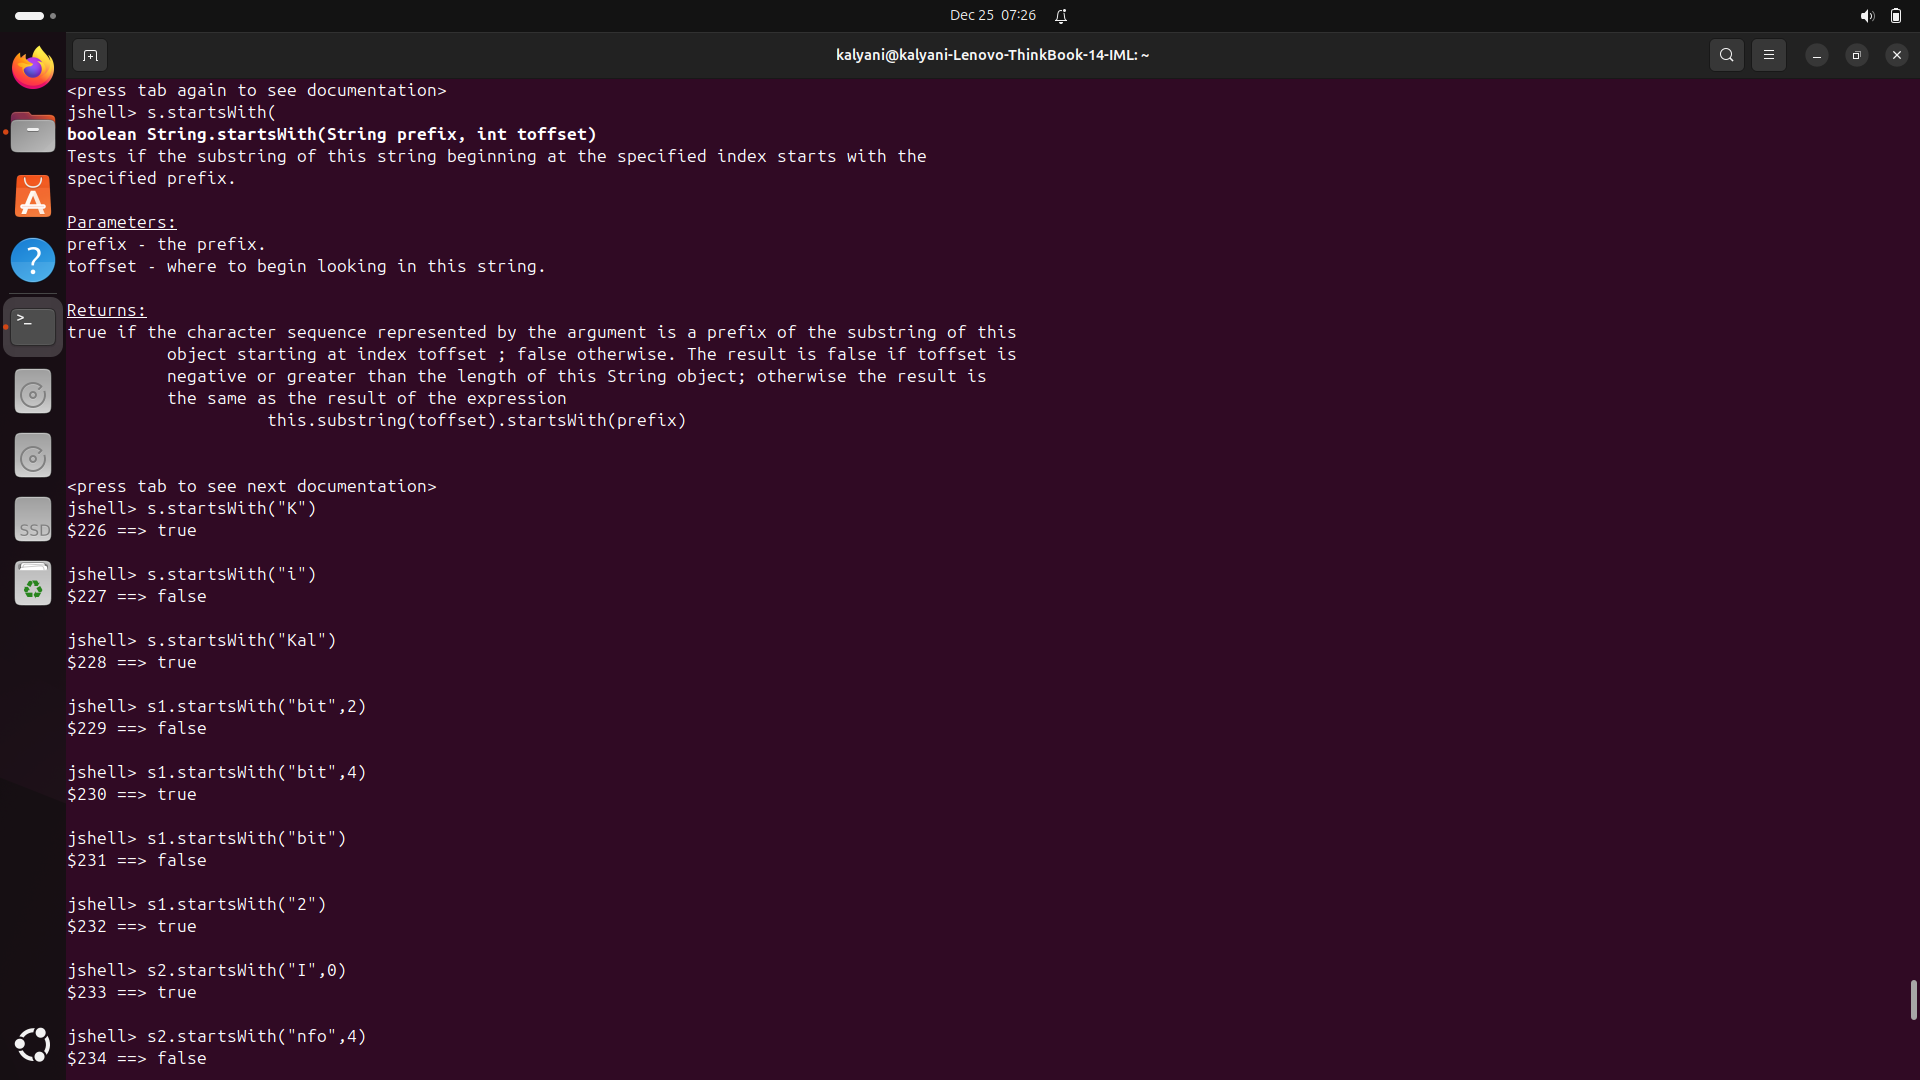 Dec 25 07:26
kalyani@kalyani-Lenovo-ThinkBook-14-IML: ~
<press tab again to see documentation>
jshell> s.startsWith(
boolean String.startsWith(String prefix, int toffset)
Tests if the substring of this string beginning at the specified index starts with the
specified prefix.
Parameters:
prefix - the prefix.
toffset - where to begin looking in this string.
Returns:
true if the character sequence represented by the argument is a prefix of the substring of this
object starting at index toffset ; false otherwise. The result is false if toffset is
negative or greater than the length of this String object; otherwise the result is
the same as the result of the expression
this.substring(toffset).startsWith(prefix)
<press tab to see next documentation>
jshell> s.startsWith("K")
$226 ==> true
jshell> s.startsWith("i")
$227 ==> false
jshell> s.startsWith("Kal")
$228 ==> true
jshell> s1.startsWith("bit",2)
$229 ==> false
jshell> s1.startsWith("bit",4)
$230 ==> true
jshell> s1.startsWith("bit")
$231 ==> false
jshell> s1.startsWith("2")
$232 ==> true
jshell> s2.startsWith("I",0)
$233 ==> true
jshell> s2.startsWith("nfo",4)
$234 ==> false
SSD